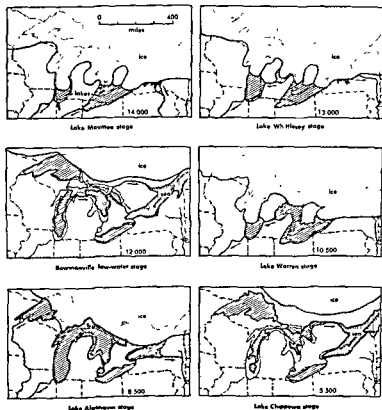 0 400
miles
ice
lakes
14 000
Lake Maumee stage
ice
13 000
Lake Whittlesey stage
ice
sea
12 000
Bowmanville low-water stage
ice
10 500
Lake Warren stage
ice
8 500
Lake Algonquin stage
ice
sea
Lake Chippewa stage